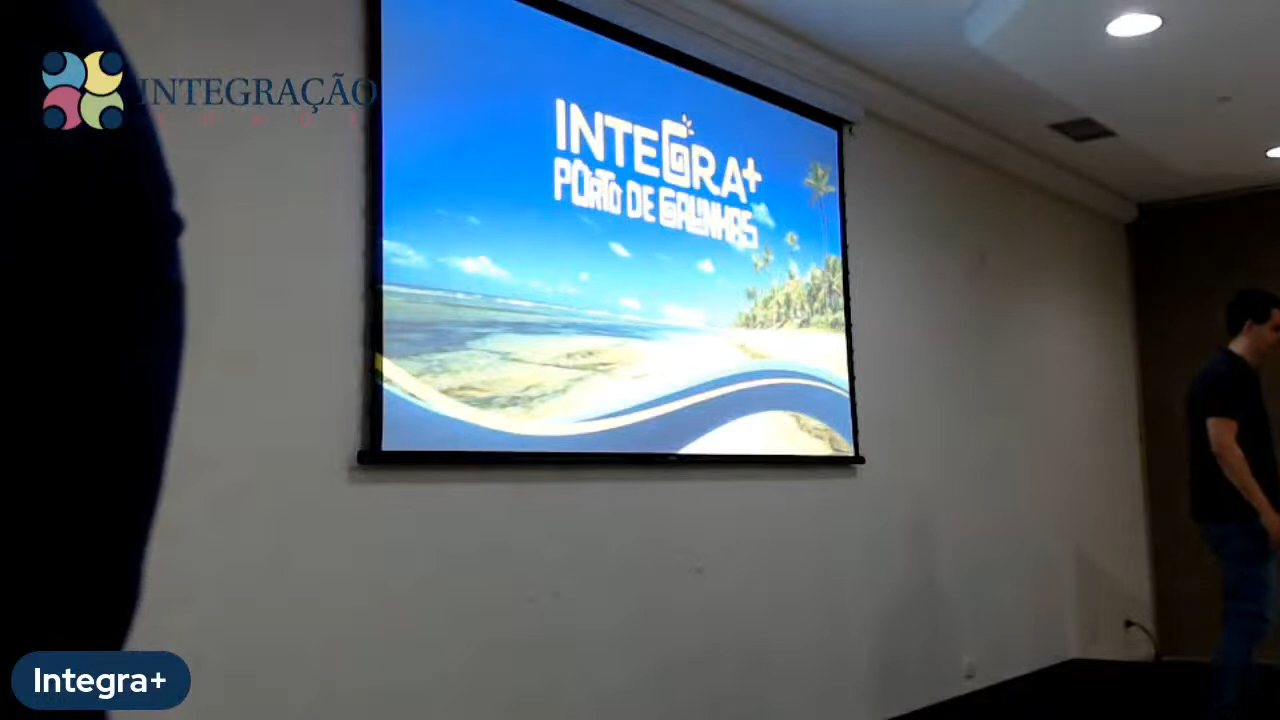 INTEGRAÇÃO
INTEGRA+
PORTO DE GALINHAS
Integra+